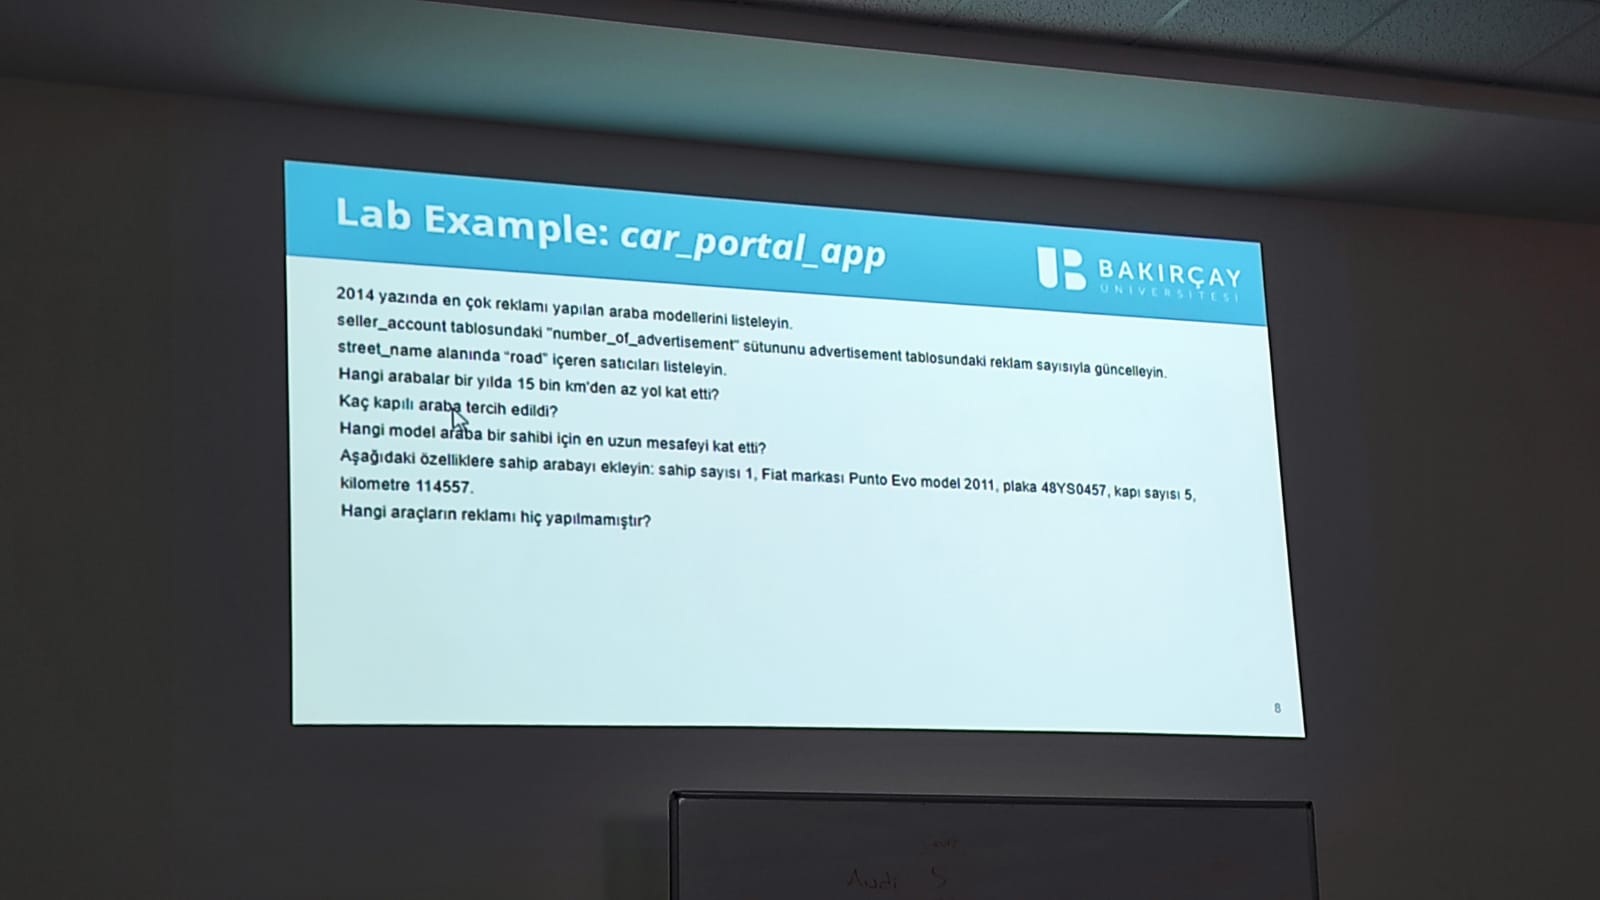 Lab Example: car_portal_app
BAKIRÇAY
ÜNİVERSİTESİ
2014 yazında en çok reklamı yapılan araba modellerini listeleyin.
seller_account tablosundaki "number_of_advertisement" sütununu advertisement tablosundaki reklam sayısıyla güncelleyin.
street_name alanında "road" içeren satıcıları listeleyin.
Hangi arabalar bir yılda 15 bin km'den az yol kat etti?
Kaç kapılı araba tercih edildi?
Hangi model araba bir sahibi için en uzun mesafeyi kat etti?
Aşağıdaki özelliklere sahip arabayı ekleyin: sahip sayısı 1, Fiat markası Punto Evo model 2011, plaka 48YS0457, kapı sayısı 5,
kilometre 114557.
Hangi araçların reklamı hiç yapılmamıştır?
8
Audi 5